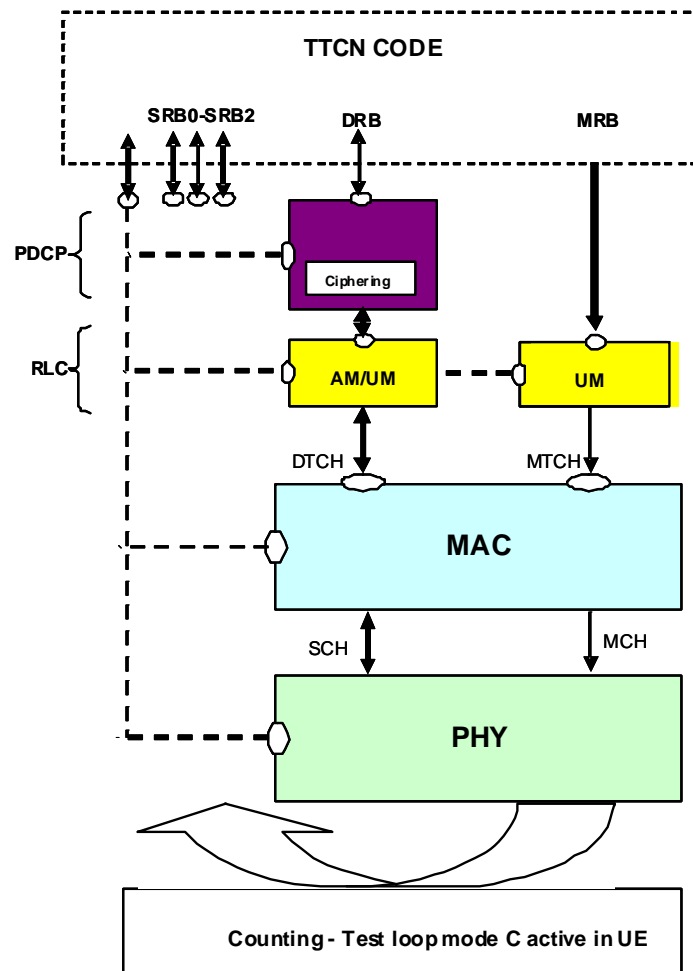 TTCN CODE
SRB0-SRB2
DRB
MRB
PDCP
Ciphering
RLC
AM/UM
UM
DTCH
MTCH
MAC
SCH
MCH
PHY
Counting - Test loop mode C active in UE